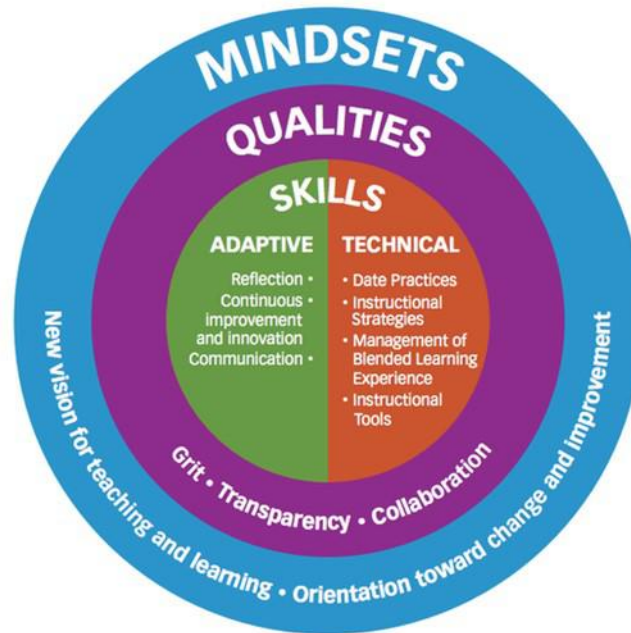 MINDSETS
QUALITIES
SKILLS
ADAPTIVE
Reflection •
Continuous •
improvement
and innovation
Communication •
TECHNICAL
• Date Practices
• Instructional
Strategies
• Management of
Blended Learning
Experience
• Instructional
Tools
Grit • Transparency • Collaboration
New vision for teaching and learning • Orientation toward change and improvement